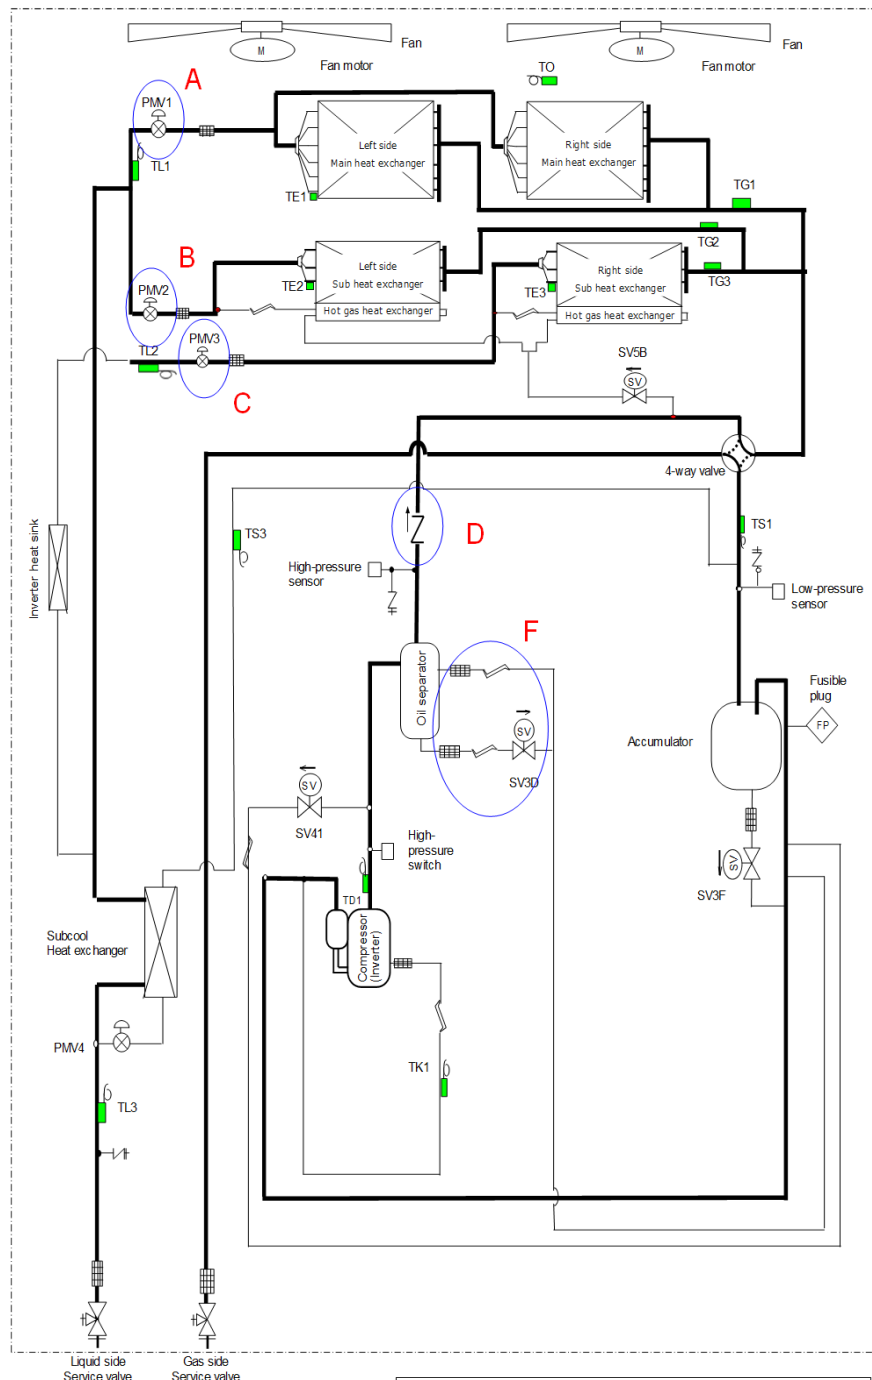 Fan
Fan
M
M
Fan motor
TO
Fan motor
A
PMV1
Left side
Main heat exchanger
Right side
Main heat exchanger
TL1
TE1
TG1
B
TG2
PMV2
Left side
Sub heat exchanger
Right side
Sub heat exchanger
TE2
TE3
TG3
Hot gas heat exchanger
Hot gas heat exchanger
PMV3
TL2
SV5B
SV
C
4-way valve
TS3
D
TS1
Inverter heat sink
High-pressure
sensor
Low-pressure
sensor
F
Oil separator
Fusible
plug
SV
FP
Accumulator
SV3D
SV
SV41
High-
pressure
switch
SV
SV3F
TD1
Subcool
Heat exchanger
Compressor
(Inverter)
PMV4
TK1
TL3
Liquid side
Service valve
Gas side
Service valve